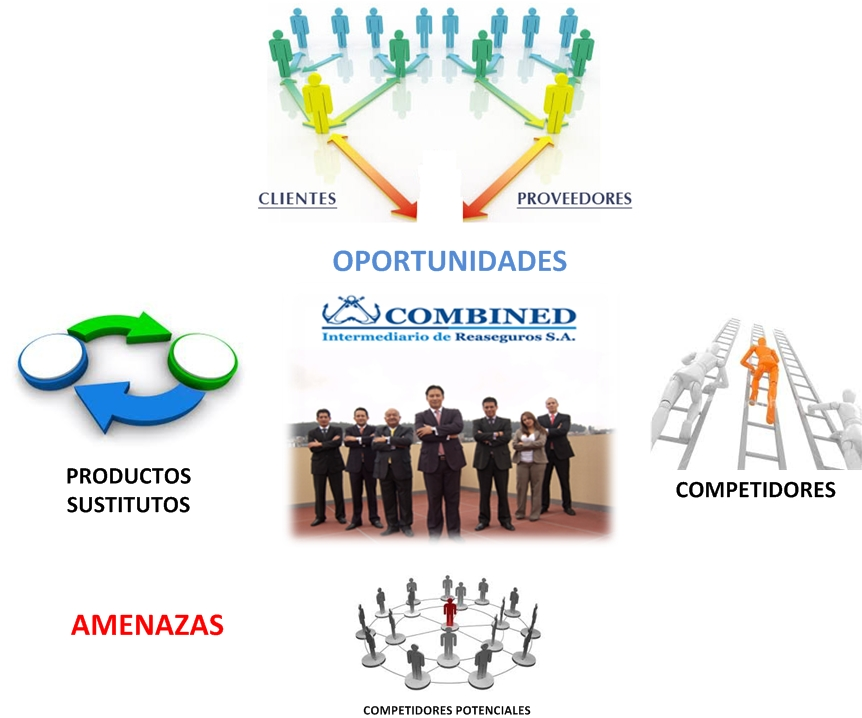 CLIENTES
PROVEEDORES
OPORTUNIDADES
COMBINED
Intermediario de Reaseguros S.A.
PRODUCTOS
SUSTITUTOS
COMPETIDORES
AMENAZAS
COMPETIDORES POTENCIALES